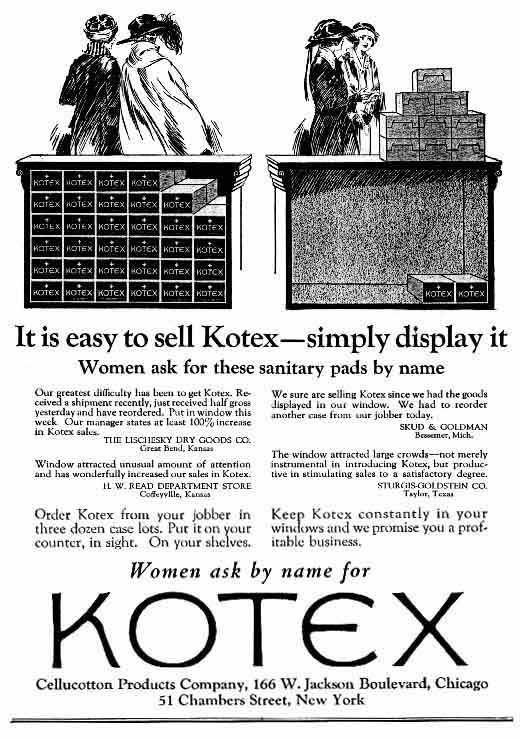 KOTEX KOTEX KOTEX KOTEX
KOTEX KOTEX KOTEX KOTEX KOTEX
KOTEX KOTEX KOTEX KOTEX KOTEX KOTEX
KOTEX KOTEX KOTEX KOTEX KOTEX KOTEX
KOTEX KOTEX KOTEX KOTEX KOTEX KOTEX
KOTEX KOTEX KOTEX KOTEX KOTEX KOTEX
KOTEX KOTEX
It is easy to sell Kotex—simply display it
Women ask for these sanitary pads by name
Our greatest difficulty has been to get Kotex. Re-
ceived a shipment recently, just received half gross
yesterday and have reordered. Put in window this
week. Our manager states at least 100% increase
in Kotex sales.
THE LISCHESKY DRY GOODS CO.
Great Bend, Kansas
Window attracted unusual amount of attention
and has wonderfully increased our sales in Kotex.
H. W. READ DEPARTMENT STORE
Coffeyville, Kansas
We sure are selling Kotex since we had the goods
displayed in our window. We had to reorder
another case from our jobber today.
SKUD & GOLDMAN
Bessemer, Mich.
The window attracted large crowds—not merely
instrumental in introducing Kotex, but produc-
tive in stimulating sales to a satisfactory degree.
STURGIS-GOLDSTEIN CO.
Taylor, Texas
Order Kotex from your jobber in
three dozen case lots. Put it on your
counter, in sight. On your shelves.
Keep Kotex constantly in your
windows and we promise you a prof-
itable business.
Women ask by name for
KOTEX
Cellucotton Products Company, 166 W. Jackson Boulevard, Chicago
51 Chambers Street, New York